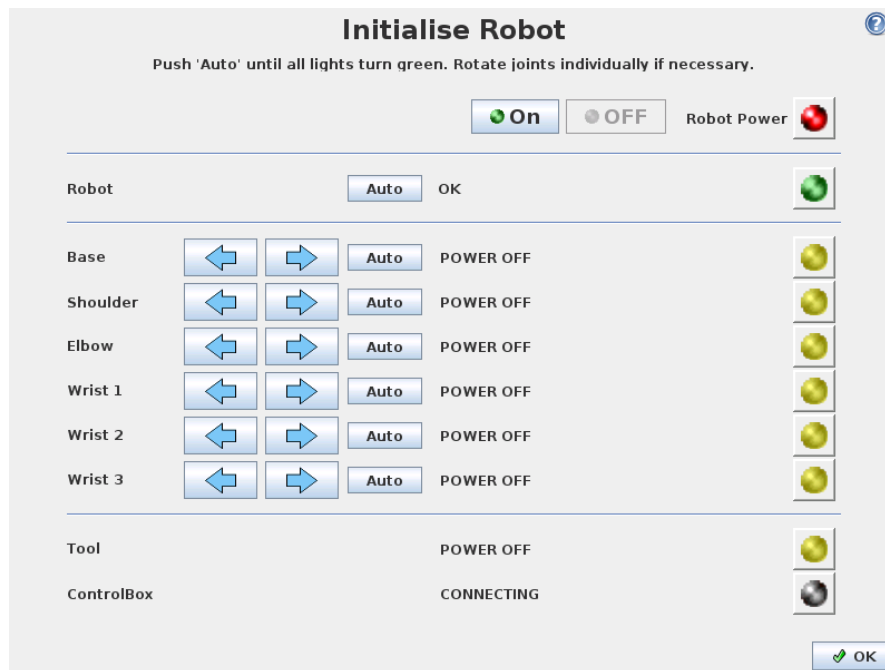 Initialise Robot
?
Push 'Auto' until all lights turn green. Rotate joints individually if necessary.
On OFF Robot Power
Robot Auto OK
Base Auto POWER OFF
Shoulder Auto POWER OFF
Elbow Auto POWER OFF
Wrist 1 Auto POWER OFF
Wrist 2 Auto POWER OFF
Wrist 3 Auto POWER OFF
Tool POWER OFF
ControlBox CONNECTING
OK